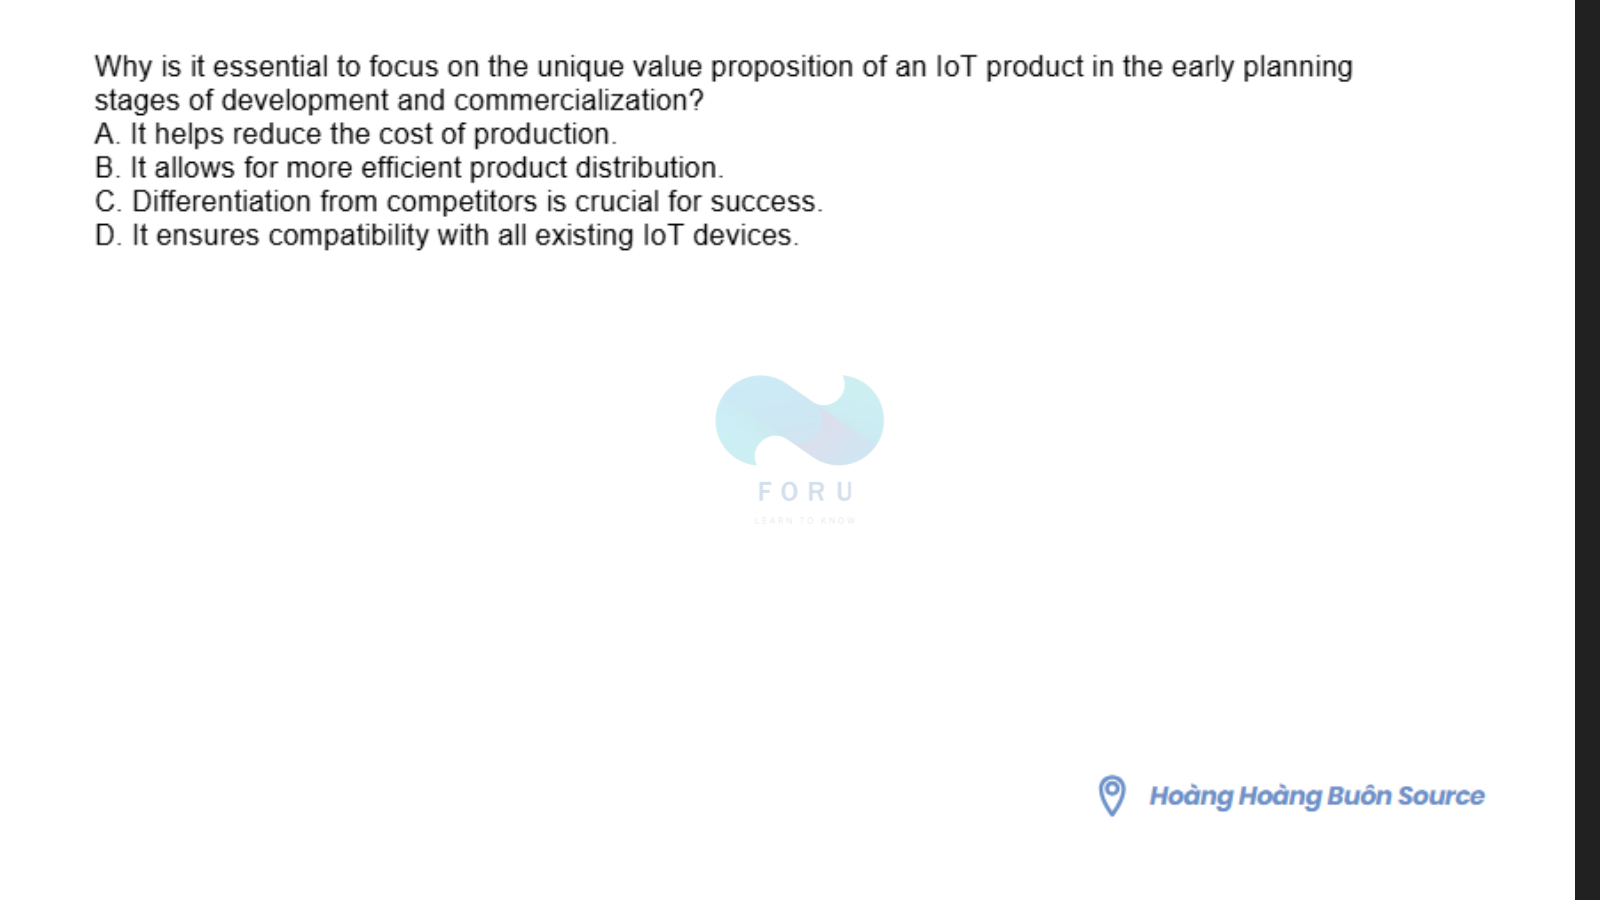 Why is it essential to focus on the unique value proposition of an IoT product in the early planning
stages of development and commercialization?
A. It helps reduce the cost of production.
B. It allows for more efficient product distribution.
C. Differentiation from competitors is crucial for success.
D. It ensures compatibility with all existing IoT devices.
FORU
LEARN TO KNOW
Hoàng Hoàng Buôn Source